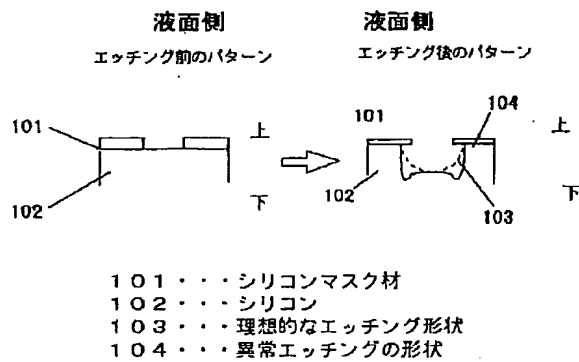 液面側
エッチング前のパターン
101
102
上
下
液面側
エッチング後のパターン
101
104
102
103
上
下
101・・・シリコンマスク材
102・・・シリコン
103・・・理想的なエッチング形状
104・・・異常エッチングの形状